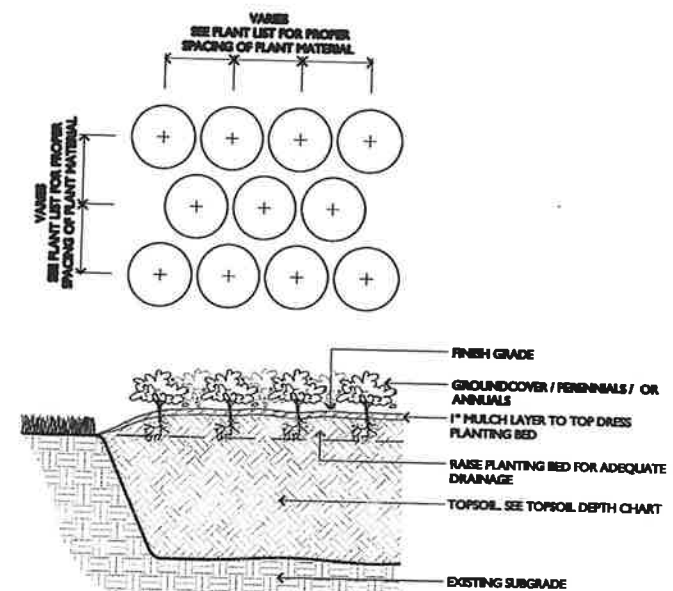 VARIES
SEE PLANT LIST FOR PROPER
SPACING OF PLANT MATERIAL
VARIES
SEE PLANT LIST FOR PROPER
SPACING OF PLANT MATERIAL
FINISH GRADE
GROUNDCOVER / PERENNIALS / OR
ANNUALS
1" MULCH LAYER TO TOP DRESS
PLANTING BED
RAISE PLANTING BED FOR ADEQUATE
DRAINAGE
TOPSOIL. SEE TOPSOIL DEPTH CHART
EXISTING SUBGRADE